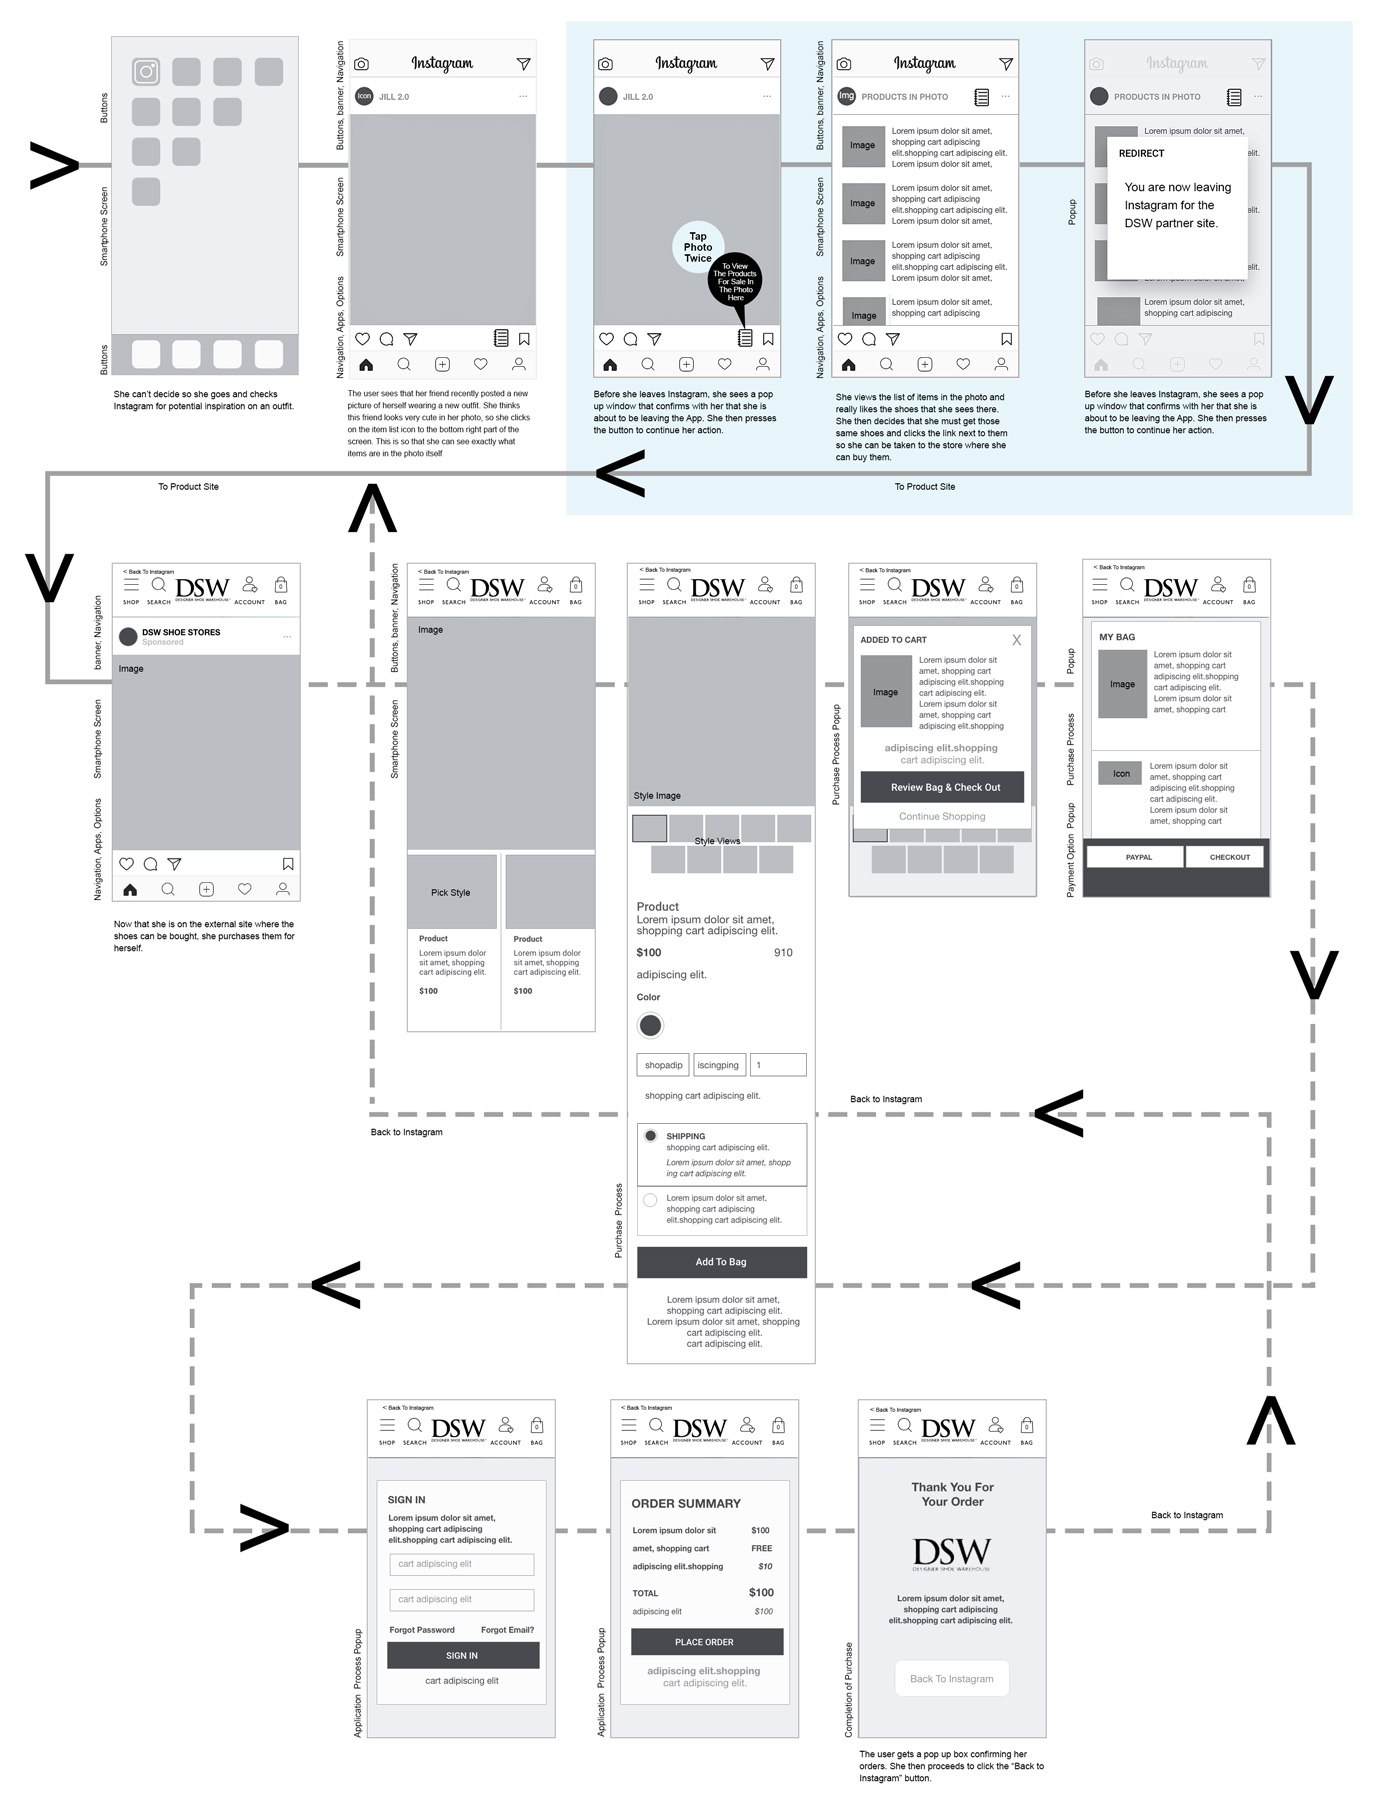 Buttons
Smartphone Screen
Buttons
She can't decide so she goes and checks
Instagram for potential inspiration on an outfit.
Buttons, banner, Navigation
Smartphone Screen
Navigation, Apps, Options
Instagram
Icon
JILL 2.0
The user sees that her friend recently posted a new
picture of herself wearing a new outfit. She thinks
this friend looks very cute in her photo, so she clicks
on the item list icon to the bottom right part of the
screen. This is so that she can see exactly what
items are in the photo itself
Instagram
JILL 2.0
Tap
Photo
Twice
To View
The Products
For Sale In
The Photo
Here
Before she leaves Instagram, she sees a pop
up window that confirms with her that she is
about to be leaving the App. She then presses
the button to continue her action.
Buttons, banner, Navigation
Smartphone Screen
Navigation, Apps, Options
Instagram
Img
PRODUCTS IN PHOTO
Image
Lorem ipsum dolor sit amet,
shopping cart adipiscing
elit.shopping cart adipiscing elit.
Lorem ipsum dolor sit amet,
Image
Lorem ipsum dolor sit amet,
shopping cart adipiscing
elit.shopping cart adipiscing elit.
Lorem ipsum dolor sit amet,
Image
Lorem ipsum dolor sit amet,
shopping cart adipiscing
elit.shopping cart adipiscing elit.
Lorem ipsum dolor sit amet,
Image
Lorem ipsum dolor sit amet,
shopping cart adipiscing
She views the list of items in the photo and
really likes the shoes that she sees there.
She then decides that she must get those
same shoes and clicks the link next to them
so she can be taken to the store where she
can buy them.
Popup
Instagram
PRODUCTS IN PHOTO
Lorem ipsum dolor sit amet,
REDIRECT
You are now leaving
Instagram for the
DSW partner site.
Lorem ipsum dolor sit amet,
Lorem ipsum dolor sit amet,
shopping cart adipiscing
Before she leaves Instagram, she sees a pop
up window that confirms with her that she is
about to be leaving the App. She then presses
the button to continue her action.
To Product Site
To Product Site
banner, Navigation
Smartphone Screen
Navigation, Apps, Options
< Back To Instagram
DSW
DESIGNER SHOE WAREHOUSE
0
SHOP SEARCH ACCOUNT BAG
DSW SHOE STORES
Sponsored
Image
Now that she is on the external site where the
shoes can be bought, she purchases them for
herself.
Buttons, banner, Navigation
Smartphone Screen
< Back To Instagram
DSW
DESIGNER SHOE WAREHOUSE
0
SHOP SEARCH ACCOUNT BAG
Image
Pick Style
Product
Lorem ipsum dolor
sit amet, shopping
cart adipiscing elit.
$100
Product
Lorem ipsum dolor
sit amet, shopping
cart adipiscing elit.
$100
< Back To Instagram
DSW
DESIGNER SHOE WAREHOUSE
0
SHOP SEARCH ACCOUNT BAG
Style Image
Style Views
Product
Lorem ipsum dolor sit amet,
shopping cart adipiscing elit.
$100 910
adipiscing elit.
Color
shopadip iscingping 1
shopping cart adipiscing elit.
Purchase Process
SHIPPING
shopping cart adipiscing elit.
Lorem ipsum dolor sit amet, shopp
ing cart adipiscing elit.
Lorem ipsum dolor sit amet,
shopping cart adipiscing
elit.shopping cart adipiscing elit.
Add To Bag
Lorem ipsum dolor sit amet,
shopping cart adipiscing elit.
Lorem ipsum dolor sit amet, shopping
cart adipiscing elit.
cart adipiscing elit.
Purchase Process Popup
< Back To Instagram
DSW
DESIGNER SHOE WAREHOUSE
0
SHOP SEARCH ACCOUNT BAG
ADDED TO CART X
Image
Lorem ipsum dolor sit
amet, shopping cart
adipiscing elit.shopping
cart adipiscing elit.
Lorem ipsum dolor sit
amet, shopping cart
adipiscing elit.shopping
adipiscing elit.shopping
cart adipiscing elit.
Review Bag & Check Out
Continue Shopping
Popup
Purchase Process
Payment Option Popup
< Back To Instagram
DSW
DESIGNER SHOE WAREHOUSE
0
SHOP SEARCH ACCOUNT BAG
MY BAG
Image
Lorem ipsum dolor sit
amet, shopping cart
adipiscing elit.shopping
cart adipiscing elit.
Lorem ipsum dolor sit
amet, shopping cart
Icon
Lorem ipsum dolor sit
amet, shopping cart
adipiscing elit.shopping
cart adipiscing elit.
Lorem ipsum dolor sit
amet, shopping cart
PAYPAL CHECKOUT
Back to Instagram
Back to Instagram
Application Process Popup
< Back To Instagram
DSW
DESIGNER SHOE WAREHOUSE
0
SHOP SEARCH ACCOUNT BAG
SIGN IN
Lorem ipsum dolor sit amet,
shopping cart adipiscing
elit.shopping cart adipiscing elit.
cart adipiscing elit
cart adipiscing elit
Forgot Password Forgot Email?
SIGN IN
cart adipiscing elit
Application Process Popup
< Back To Instagram
DSW
DESIGNER SHOE WAREHOUSE
0
SHOP SEARCH ACCOUNT BAG
ORDER SUMMARY
Lorem ipsum dolor sit $100
amet, shopping cart FREE
adipiscing elit.shopping $10
TOTAL $100
adipiscing elit $100
PLACE ORDER
adipiscing elit.shopping
cart adipiscing elit.
Completion of Purchase
< Back To Instagram
DSW
DESIGNER SHOE WAREHOUSE
0
SHOP SEARCH ACCOUNT BAG
Thank You For
Your Order
DSW
DESIGNER SHOE WAREHOUSE
Lorem ipsum dolor sit amet,
shopping cart adipiscing
elit.shopping cart adipiscing elit.
Back To Instagram
Back to Instagram
The user gets a pop up box confirming her
orders. She then proceeds to click the “Back to
Instagram” button.